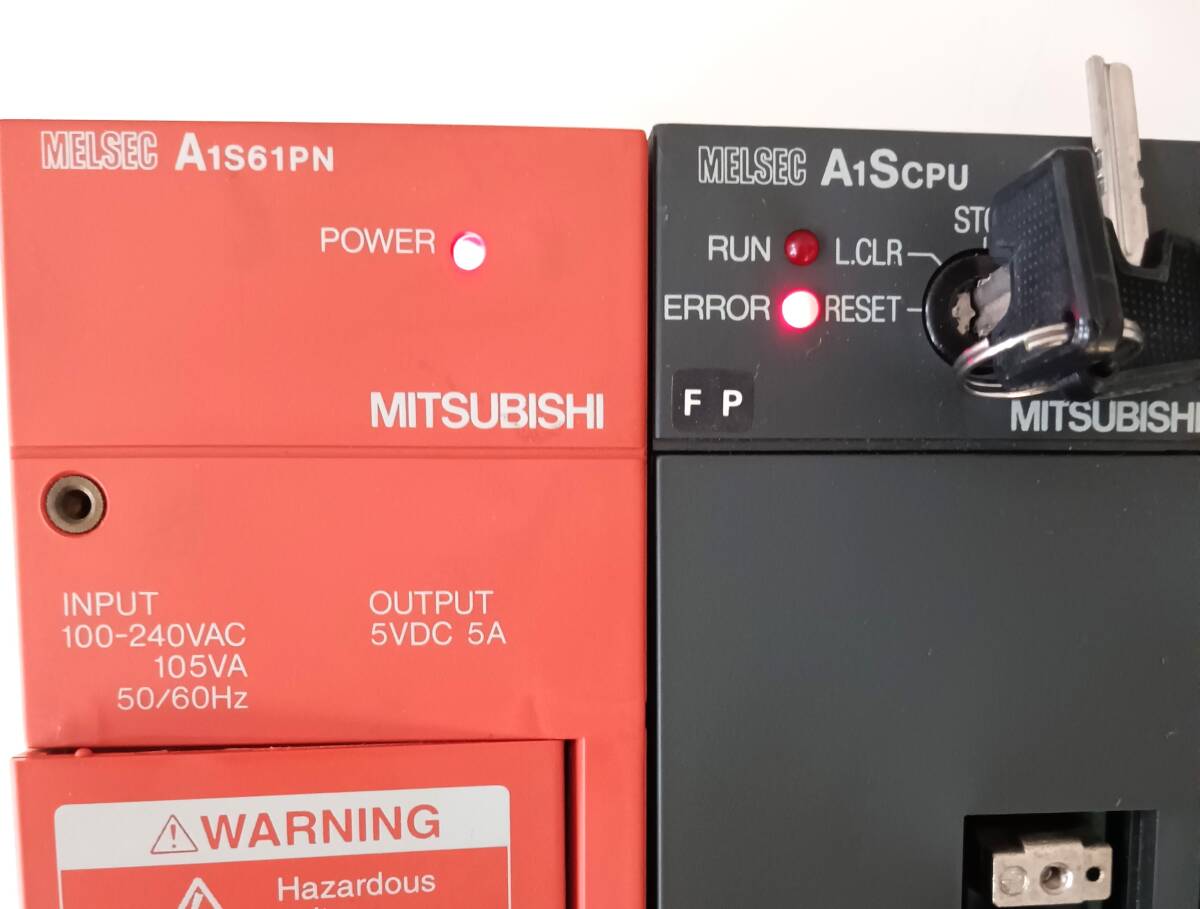 MELSEC A1S61PN
POWER
MITSUBISHI
INPUT
100-240VAC
105VA
50/60Hz
OUTPUT
5VDC 5A
WARNING
Hazardous
MELSEC A1SCPU
RUN
L.CLR
ERROR
RESET
F P
MITSUBISHI